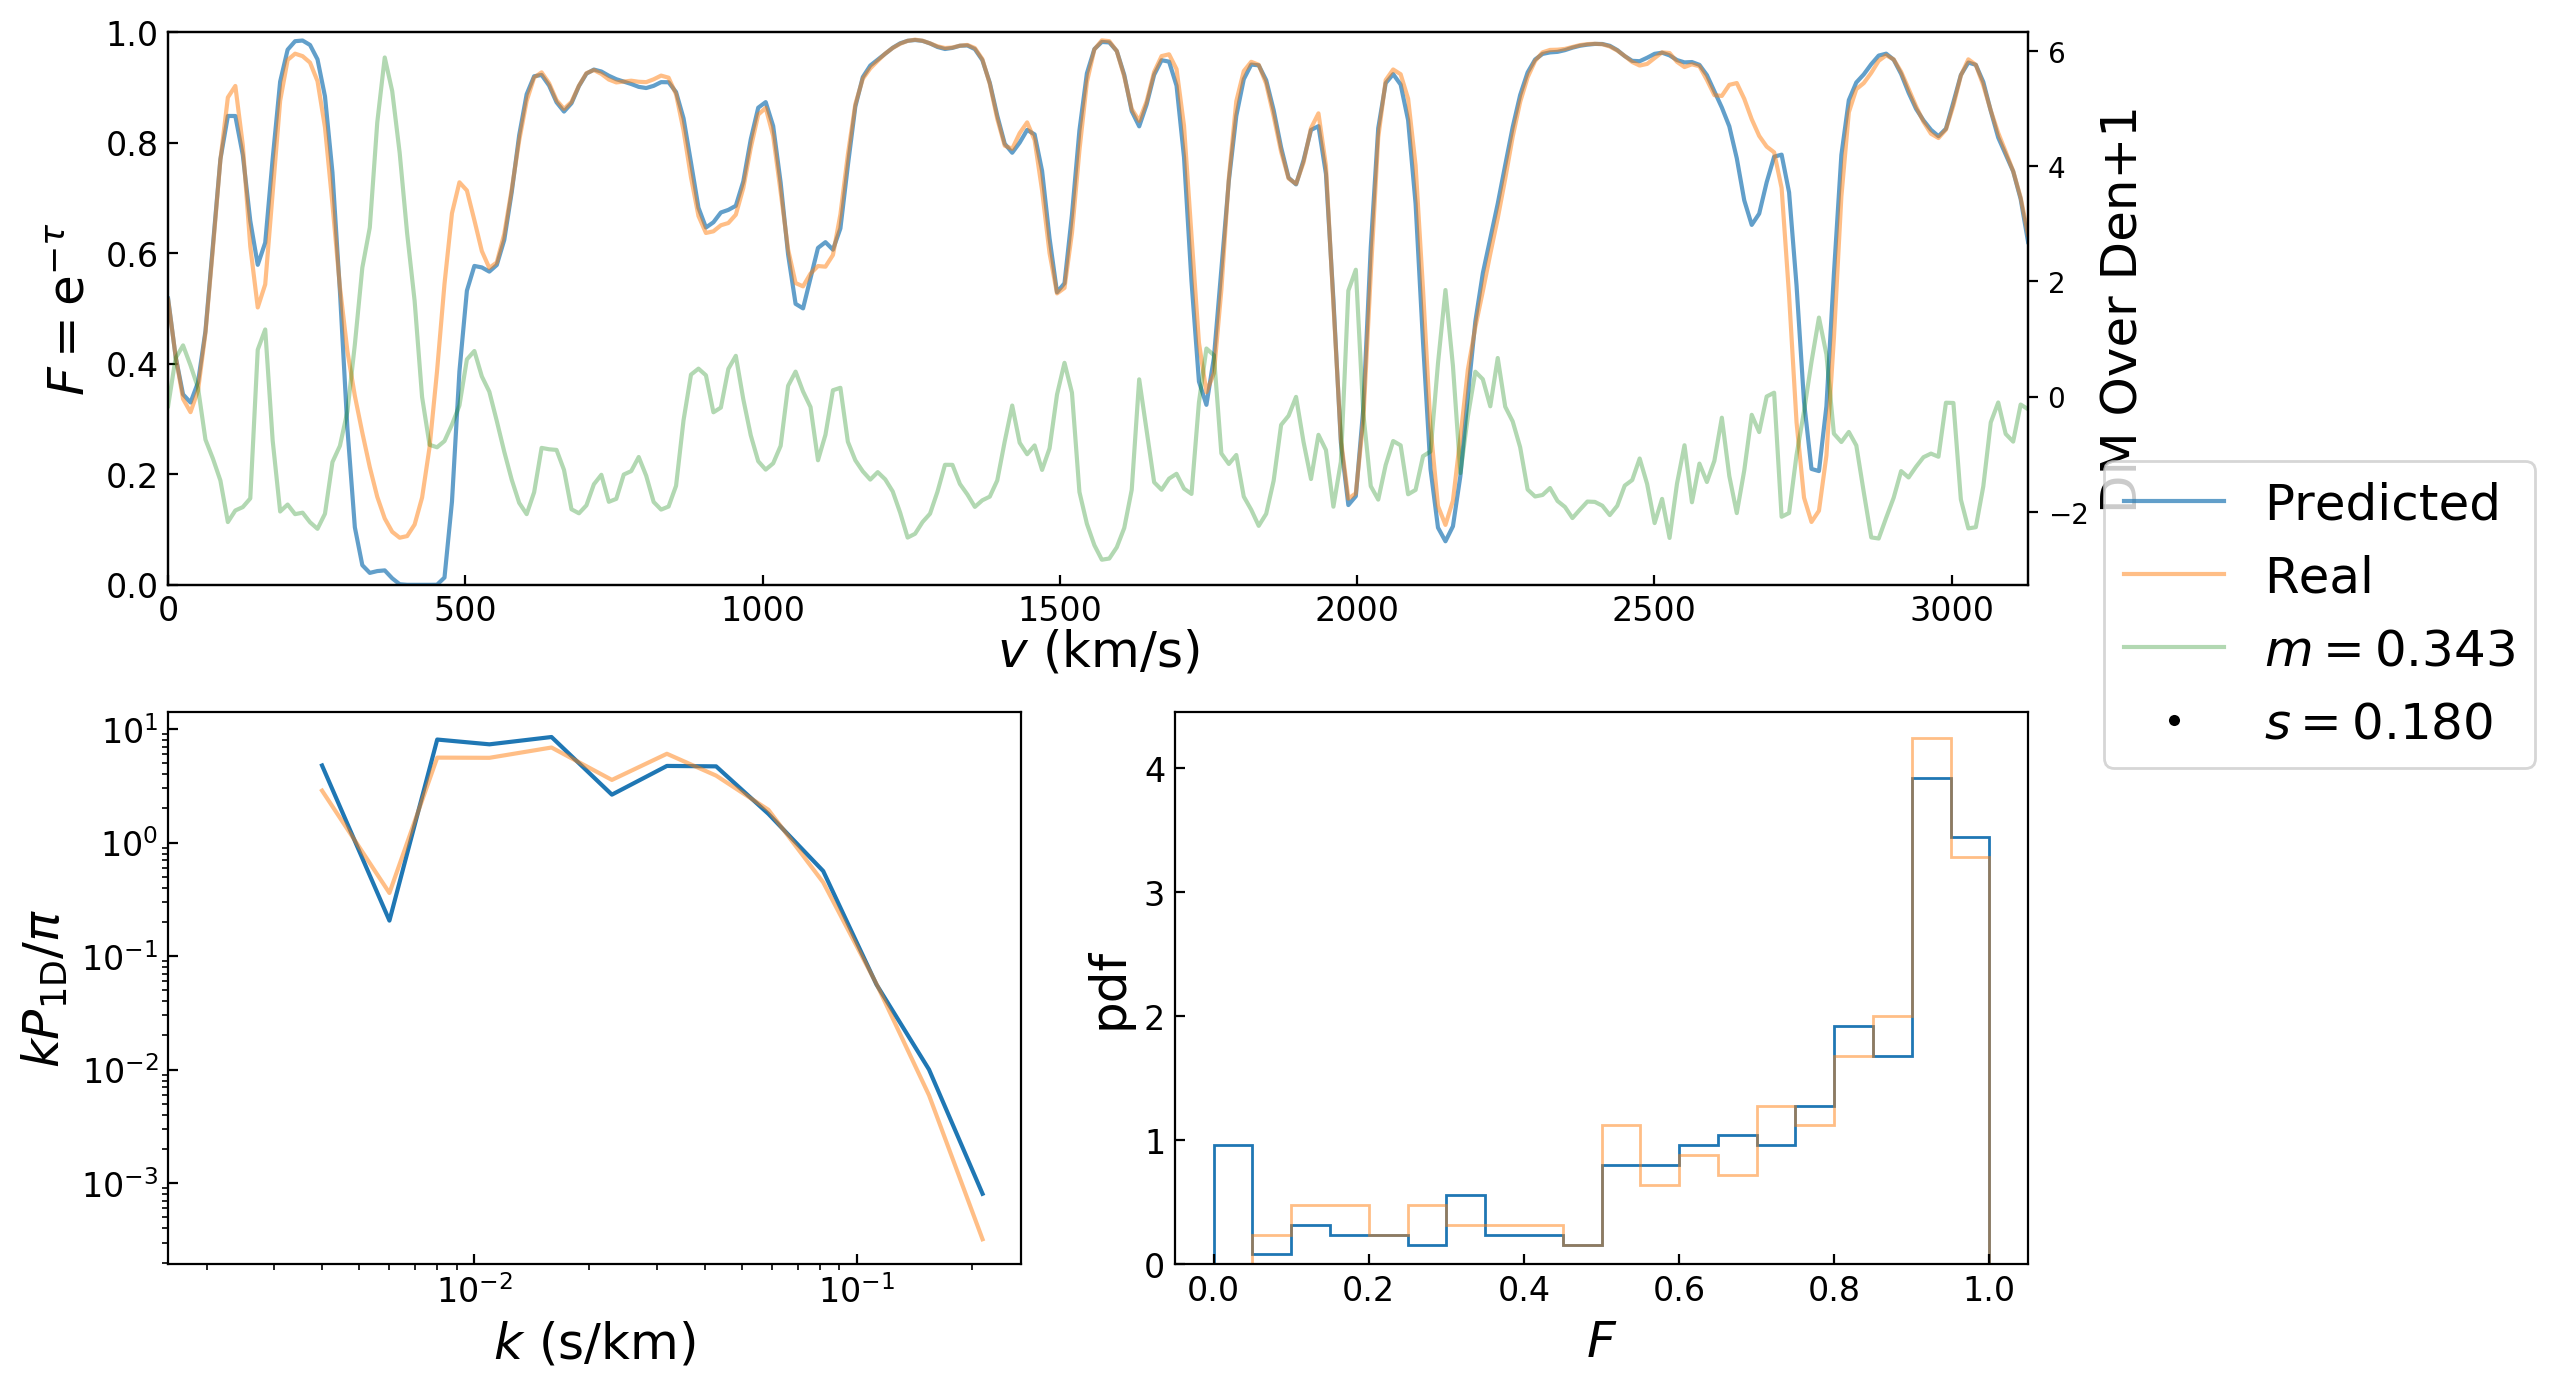 1.0
0.8
0.6
0.4
0.2
0.0
F = e^{−τ}
0 500 1000 1500 2000 2500 3000
v (km/s)
6
4
2
0
−2
DM Over Den+1
Predicted
Real
m = 0.343
s = 0.180
10^1
10^0
10^{−1}
10^{−2}
10^{−3}
kP_{1D}/π
10^{−2} 10^{−1}
k (s/km)
4
3
2
1
0
pdf
0.0 0.2 0.4 0.6 0.8 1.0
F